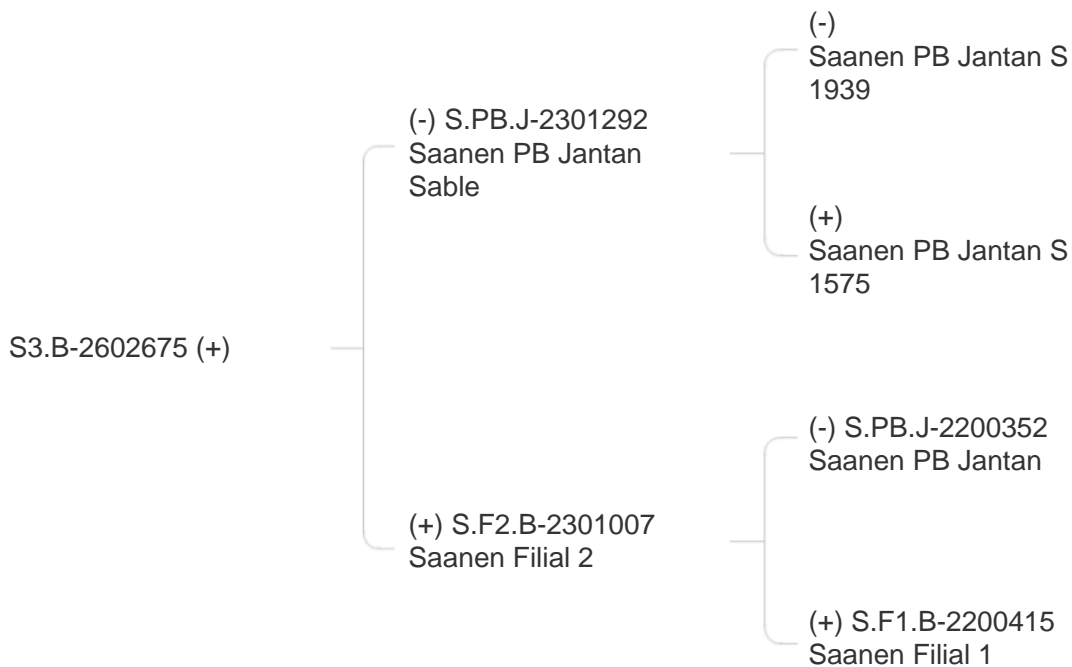 (-)
Saanen PB Jantan S
1939
(-) S.PB.J-2301292
Saanen PB Jantan
Sable
(+)
Saanen PB Jantan S
1575
S3.B-2602675 (+)
(-) S.PB.J-2200352
Saanen PB Jantan
(+) S.F2.B-2301007
Saanen Filial 2
(+) S.F1.B-2200415
Saanen Filial 1